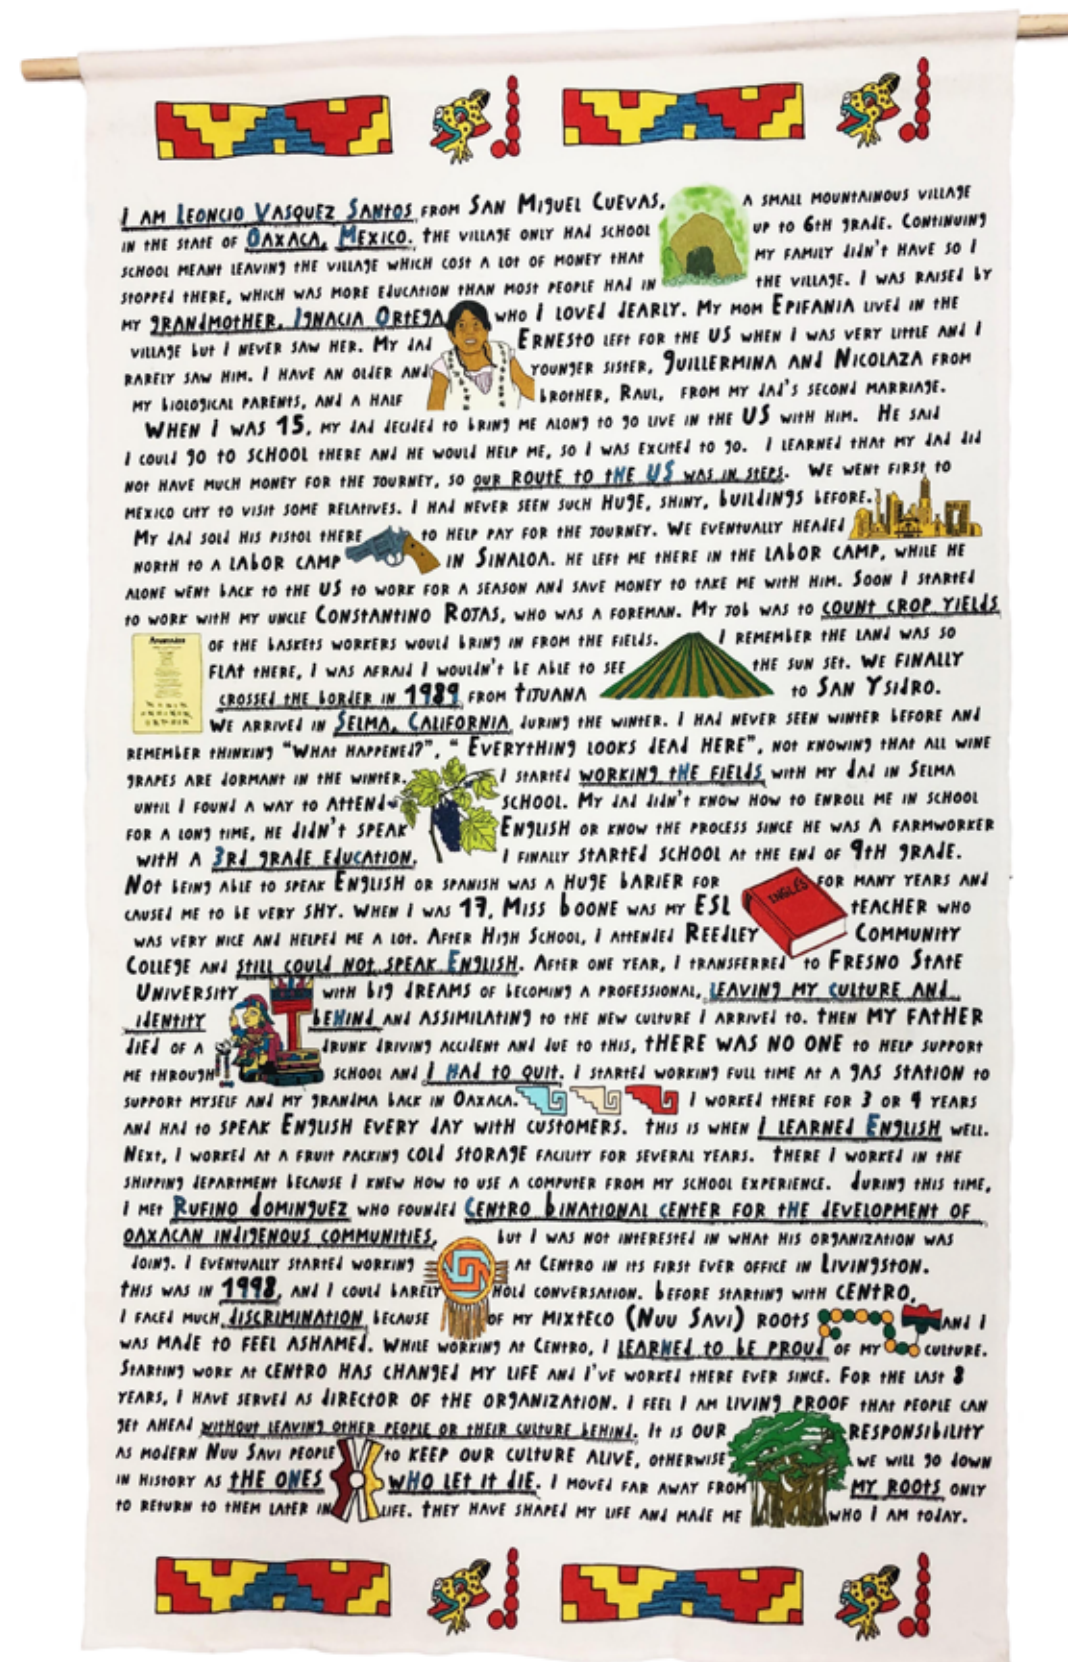 I AM LEONCIO VASQUEZ SANTOS FROM SAN MIGUEL CUEVAS, A SMALL MOUNTAINOUS VILLAGE
IN THE STATE OF OAXACA, MEXICO. THE VILLAGE ONLY HAD SCHOOL UP TO 6TH GRADE. CONTINUING
SCHOOL MEANT LEAVING THE VILLAGE WHICH COST A LOT OF MONEY THAT MY FAMILY DIDN'T HAVE SO I
STOPPED THERE, WHICH WAS MORE EDUCATION THAN MOST PEOPLE HAD IN THE VILLAGE. I WAS RAISED BY
MY GRANDMOTHER, IGNACIA ORTEGA WHO I LOVED DEARLY. MY MOM EPIFANIA LIVED IN THE
VILLAGE BUT I NEVER SAW HER. MY DAD ERNESTO LEFT FOR THE US WHEN I WAS VERY LITTLE AND I
RARELY SAW HIM. I HAVE AN OLDER AND YOUNGER SISTER, GUILLERMINA AND NICOLAZA FROM
MY BIOLOGICAL PARENTS, AND A HALF BROTHER, RAUL, FROM MY DAD'S SECOND MARRIAGE.
WHEN I WAS 15, MY DAD DECIDED TO BRING ME ALONG TO GO LIVE IN THE US WITH HIM. HE SAID
I COULD GO TO SCHOOL THERE AND HE WOULD HELP ME, SO I WAS EXCITED TO GO. I LEARNED THAT MY DAD DID
NOT HAVE MUCH MONEY FOR THE JOURNEY, SO OUR ROUTE TO THE US WAS IN STEPS. WE WENT FIRST TO
MEXICO CITY TO VISIT SOME RELATIVES. I HAD NEVER SEEN SUCH HUGE, SHINY, BUILDINGS BEFORE.
MY DAD SOLD HIS PISTOL THERE TO HELP PAY FOR THE JOURNEY. WE EVENTUALLY HEADED
NORTH TO A LABOR CAMP IN SINALOA. HE LEFT ME THERE IN THE LABOR CAMP, WHILE HE
ALONE WENT BACK TO THE US TO WORK FOR A SEASON AND SAVE MONEY TO TAKE ME WITH HIM. SOON I STARTED
TO WORK WITH MY UNCLE CONSTANTINO ROJAS, WHO WAS A FOREMAN. MY JOB WAS TO COUNT CROP YIELDS
OF THE BASKETS WORKERS WOULD BRING IN FROM THE FIELDS. I REMEMBER THE LAND WAS SO
FLAT THERE, I WAS AFRAID I WOULDN'T BE ABLE TO SEE THE SUN SET. WE FINALLY
CROSSED THE BORDER IN 1989 FROM TIJUANA TO SAN YSIDRO.
WE ARRIVED IN SELMA, CALIFORNIA DURING THE WINTER. I HAD NEVER SEEN WINTER BEFORE AND
REMEMBER THINKING "WHAT HAPPENED?", "EVERYTHING LOOKS DEAD HERE", NOT KNOWING THAT ALL WINE
GRAPES ARE DORMANT IN THE WINTER. I STARTED WORKING THE FIELDS WITH MY DAD IN SELMA
UNTIL I FOUND A WAY TO ATTEND SCHOOL. MY DAD DIDN'T KNOW HOW TO ENROLL ME IN SCHOOL
FOR A LONG TIME, HE DIDN'T SPEAK ENGLISH OR KNOW THE PROCESS SINCE HE WAS A FARMWORKER
WITH A 3RD GRADE EDUCATION. I FINALLY STARTED SCHOOL AT THE END OF 9TH GRADE.
NOT BEING ABLE TO SPEAK ENGLISH OR SPANISH WAS A HUGE BARIER FOR INGLÉS FOR MANY YEARS AND
CAUSED ME TO BE VERY SHY. WHEN I WAS 17, MISS BOONE WAS MY ESL TEACHER WHO
WAS VERY NICE AND HELPED ME A LOT. AFTER HIGH SCHOOL, I ATTENDED REEDLEY COMMUNITY
COLLEGE AND STILL COULD NOT SPEAK ENGLISH. AFTER ONE YEAR, I TRANSFERRED TO FRESNO STATE
UNIVERSITY WITH BIG DREAMS OF BECOMING A PROFESSIONAL, LEAVING MY CULTURE AND
IDENTITY BEHIND AND ASSIMILATING TO THE NEW CULTURE I ARRIVED TO. THEN MY FATHER
DIED OF A DRUNK DRIVING ACCIDENT AND DUE TO THIS, THERE WAS NO ONE TO HELP SUPPORT
ME THROUGH SCHOOL AND I HAD TO QUIT. I STARTED WORKING FULL TIME AT A GAS STATION TO
SUPPORT MYSELF AND MY GRANDMA BACK IN OAXACA. I WORKED THERE FOR 3 OR 4 YEARS
AND HAD TO SPEAK ENGLISH EVERY DAY WITH CUSTOMERS. THIS IS WHEN I LEARNED ENGLISH WELL.
NEXT, I WORKED AT A FRUIT PACKING COLD STORAGE FACILITY FOR SEVERAL YEARS. THERE I WORKED IN THE
SHIPPING DEPARTMENT BECAUSE I KNEW HOW TO USE A COMPUTER FROM MY SCHOOL EXPERIENCE. DURING THIS TIME,
I MET RUFINO DOMINGUEZ WHO FOUNDED CENTRO BINATIONAL CENTER FOR THE DEVELOPMENT OF
OAXACAN INDIGENOUS COMMUNITIES, BUT I WAS NOT INTERESTED IN WHAT HIS ORGANIZATION WAS
DOING. I EVENTUALLY STARTED WORKING AT CENTRO IN ITS FIRST EVER OFFICE IN LIVINGSTON.
THIS WAS IN 1998, AND I COULD BARELY HOLD CONVERSATION. BEFORE STARTING WITH CENTRO,
I FACED MUCH DISCRIMINATION BECAUSE OF MY MIXTECO (NUU SAVI) ROOTS AND I
WAS MADE TO FEEL ASHAMED. WHILE WORKING AT CENTRO, I LEARNED TO BE PROUD OF MY CULTURE.
STARTING WORK AT CENTRO HAS CHANGED MY LIFE AND I'VE WORKED THERE EVER SINCE. FOR THE LAST 8
YEARS, I HAVE SERVED AS DIRECTOR OF THE ORGANIZATION. I FEEL I AM LIVING PROOF THAT PEOPLE CAN
GET AHEAD WITHOUT LEAVING OTHER PEOPLE OR THEIR CULTURE BEHIND. IT IS OUR RESPONSIBILITY
AS MODERN NUU SAVI PEOPLE TO KEEP OUR CULTURE ALIVE, OTHERWISE WE WILL GO DOWN
IN HISTORY AS THE ONES WHO LET IT DIE. I MOVED FAR AWAY FROM MY ROOTS ONLY
TO RETURN TO THEM LATER IN LIFE. THEY HAVE SHAPED MY LIFE AND MADE ME WHO I AM TODAY.